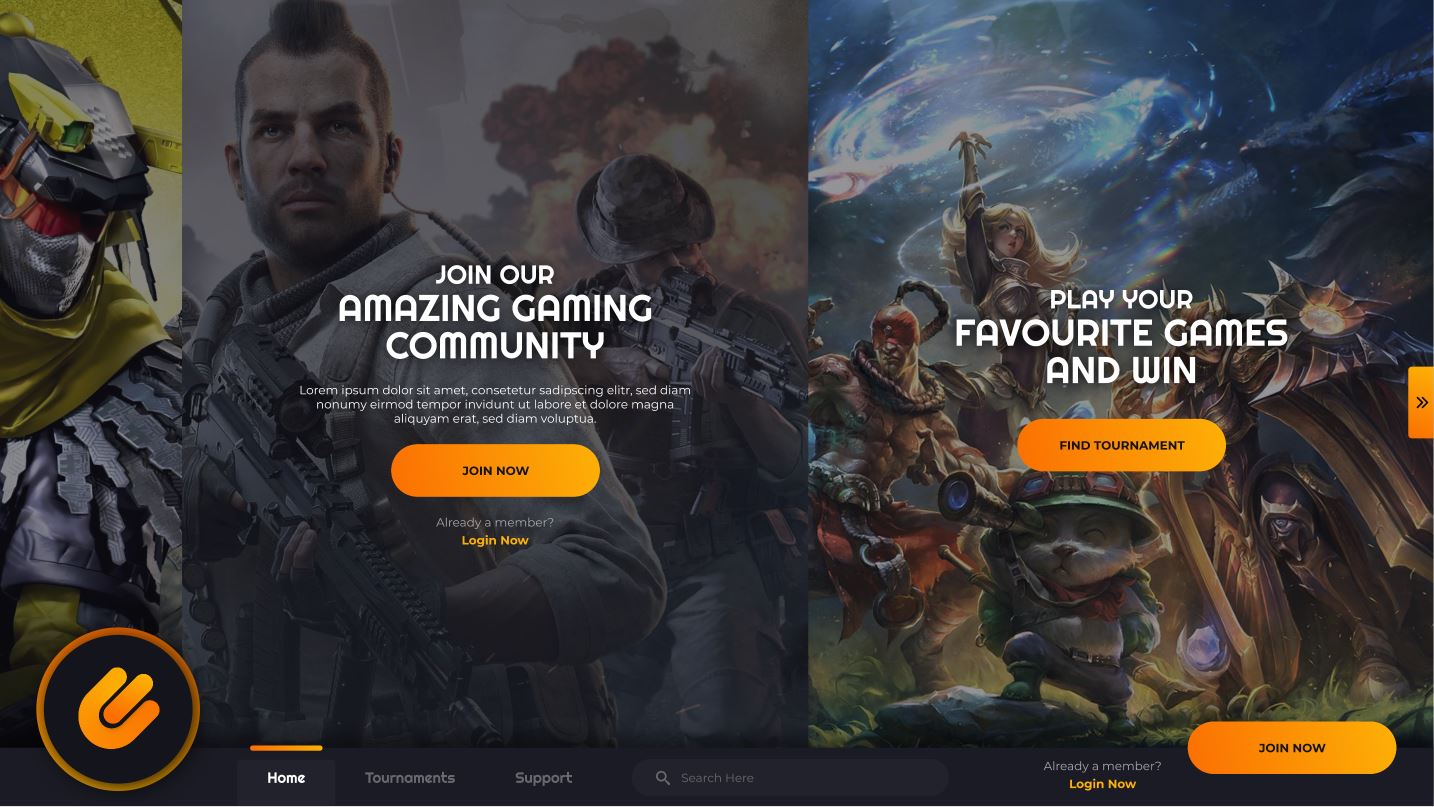 JOIN OUR
AMAZING GAMING
COMMUNITY
Lorem ipsum dolor sit amet, consetetur sadipscing elitr, sed diam
nonumy eirmod tempor invidunt ut labore et dolore magna
aliquyam erat, sed diam voluptua.
JOIN NOW
Already a member?
Login Now
PLAY YOUR
FAVOURITE GAMES
AND WIN
FIND TOURNAMENT
Home
Tournaments
Support
Search Here
Already a member?
Login Now
JOIN NOW